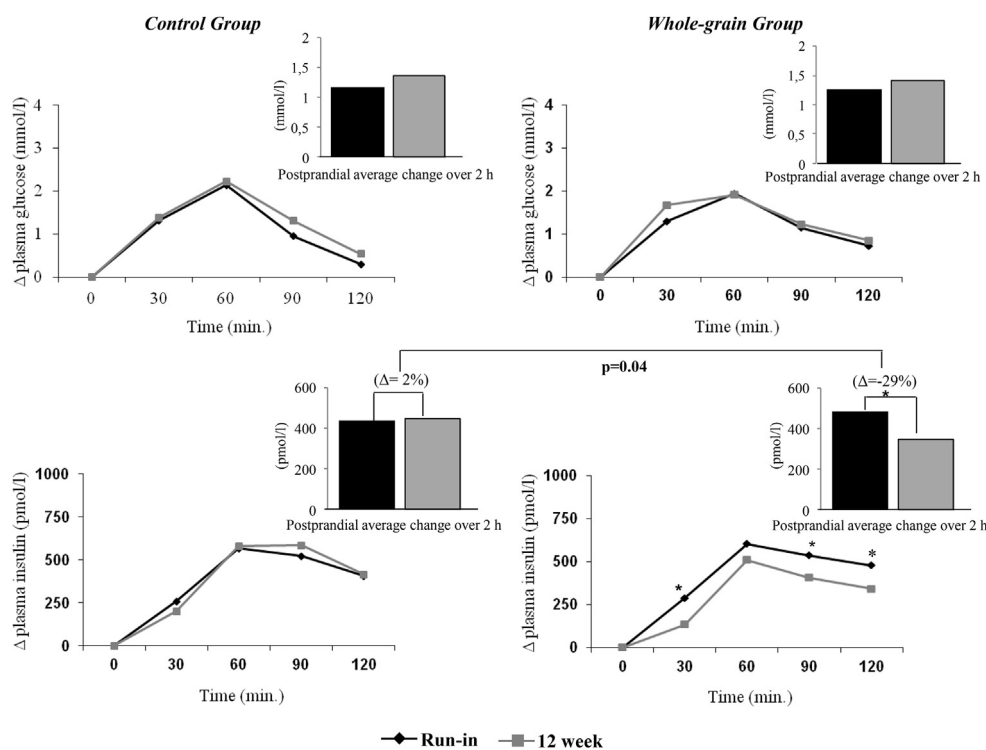 Control Group
2
1,5
1
0,5
0
(mmol/l)
Postprandial average change over 2 h
4
3
2
1
0
Δ plasma glucose (mmol/l)
0 30 60 90 120
Time (min.)
Whole-grain Group
2
1,5
1
0,5
0
(mmol/l)
Postprandial average change over 2 h
4
3
2
1
0
Δ plasma glucose (mmol/l)
0 30 60 90 120
Time (min.)
p=0.04
(Δ= 2%)
600
400
200
0
(pmol/l)
Postprandial average change over 2 h
1000
750
500
250
0
Δ plasma insulin (pmol/l)
0 30 60 90 120
Time (min.)
(Δ=-29%)
*
600
400
200
0
(pmol/l)
Postprandial average change over 2 h
1000
750
500
250
0
Δ plasma insulin (pmol/l)
* * *
0 30 60 90 120
Time (min.)
Run-in 12 week